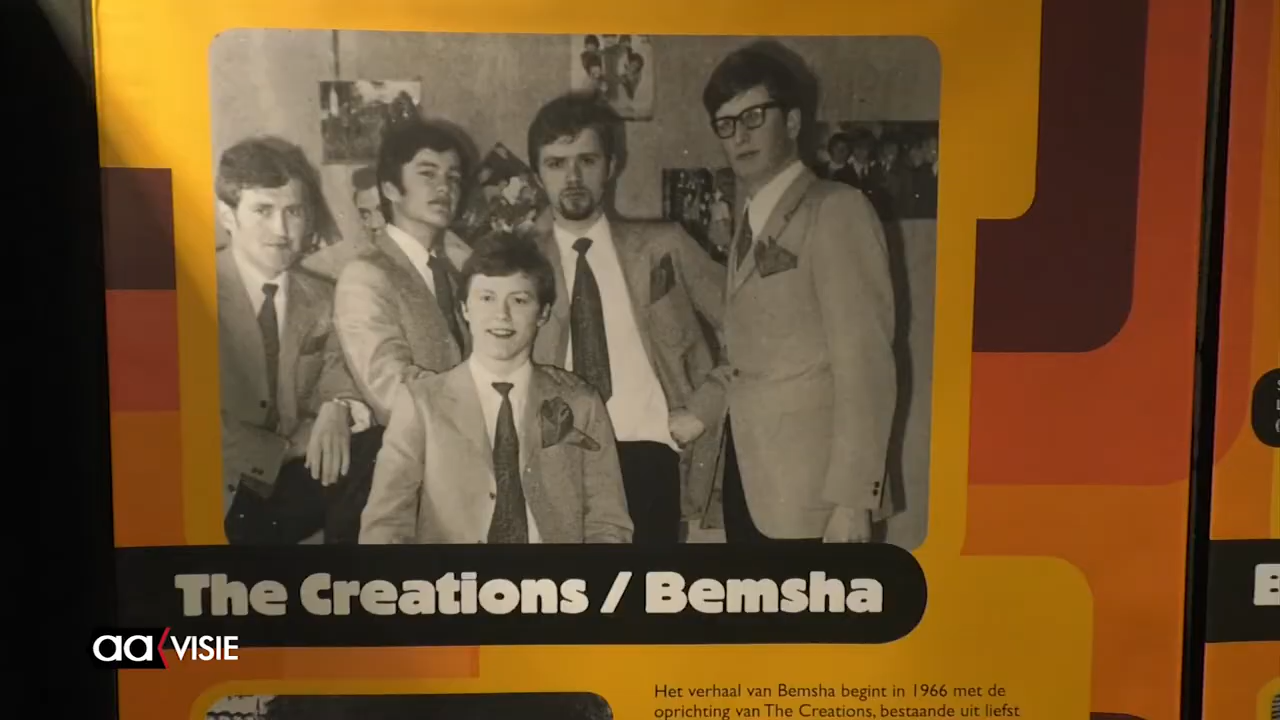 The Creations / Bemsha
aa VISIE
Het verhaal van Bemsha begint in 1966 met de
oprichting van The Creations, bestaande uit liefst
B